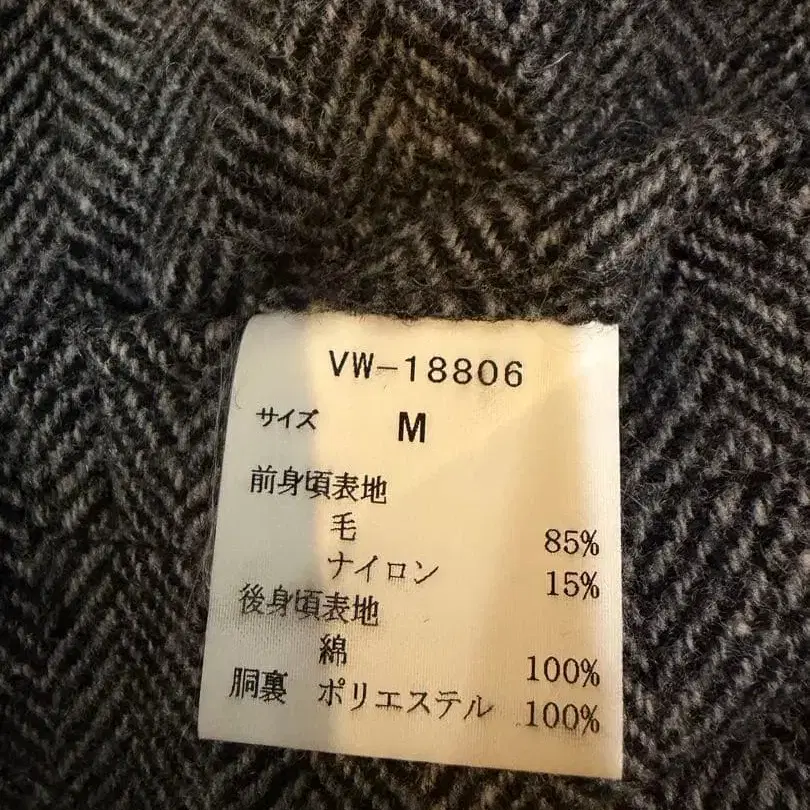 VW-18806
サイズ M
前身頃表地
毛 85%
ナイロン 15%
後身頃表地
綿 100%
胴裏 ポリエステル 100%